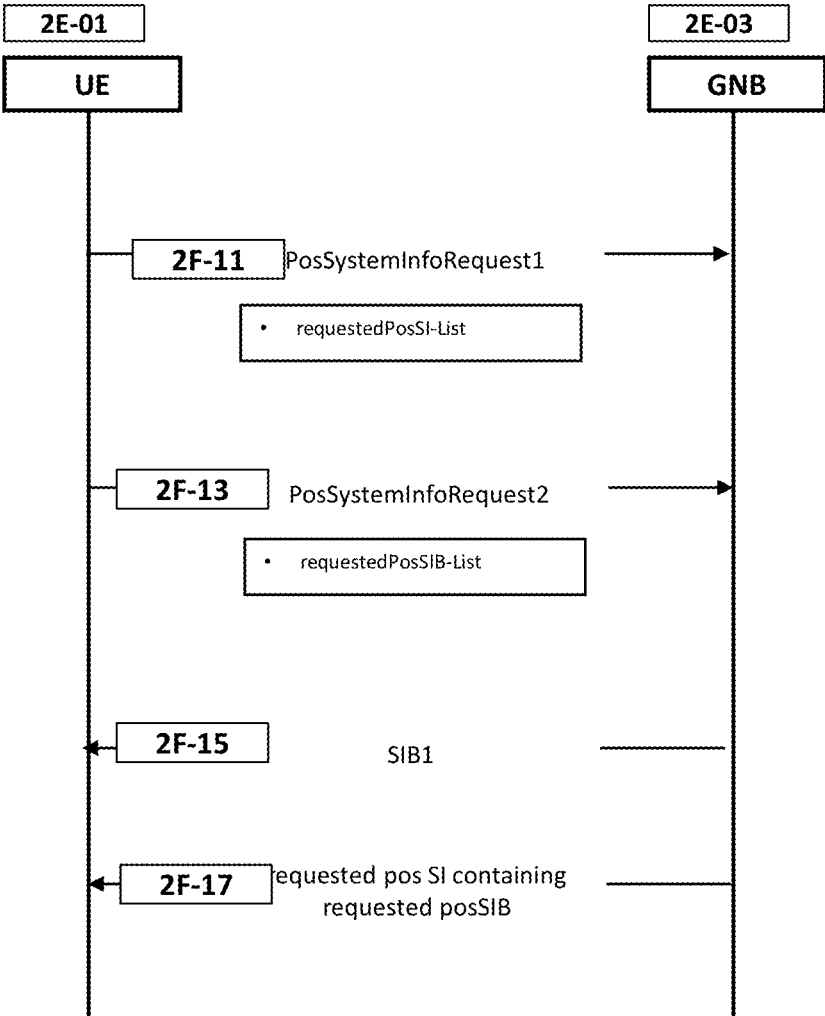 2E-01
2E-03
UE
GNB
2F-11
PosSystemInfoRequest1
• requestedPosSI-List
2F-13
PosSystemInfoRequest2
• requestedPosSIB-List
2F-15
SIB1
2F-17
equested pos SI containing
requested posSIB